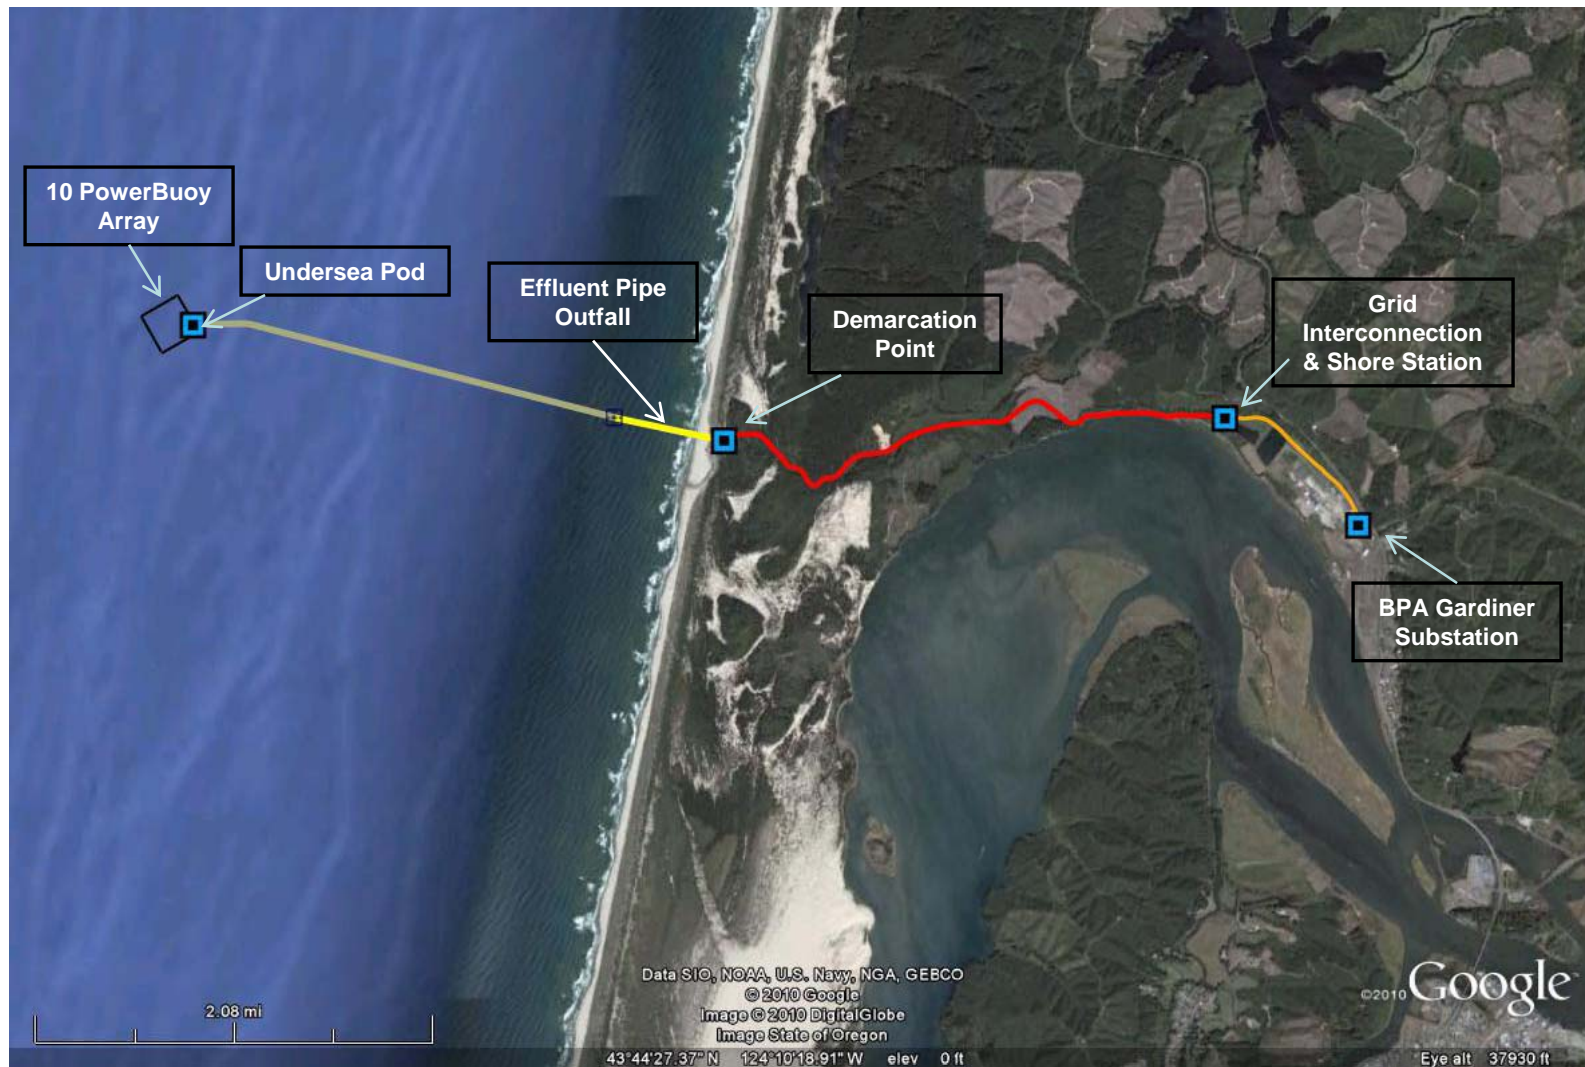 10 PowerBuoy
Array
Undersea Pod
Effluent Pipe
Outfall
Demarcation
Point
Grid
Interconnection
& Shore Station
BPA Gardiner
Substation
2.08 mi
Data SIO, NOAA, U.S. Navy, NGA, GEBCO
© 2010 Google
Image © 2010 DigitalGlobe
Image State of Oregon
©2010 Google
43°44'27.37" N 124°10'18.91" W elev 0 ft
Eye alt 37930 ft